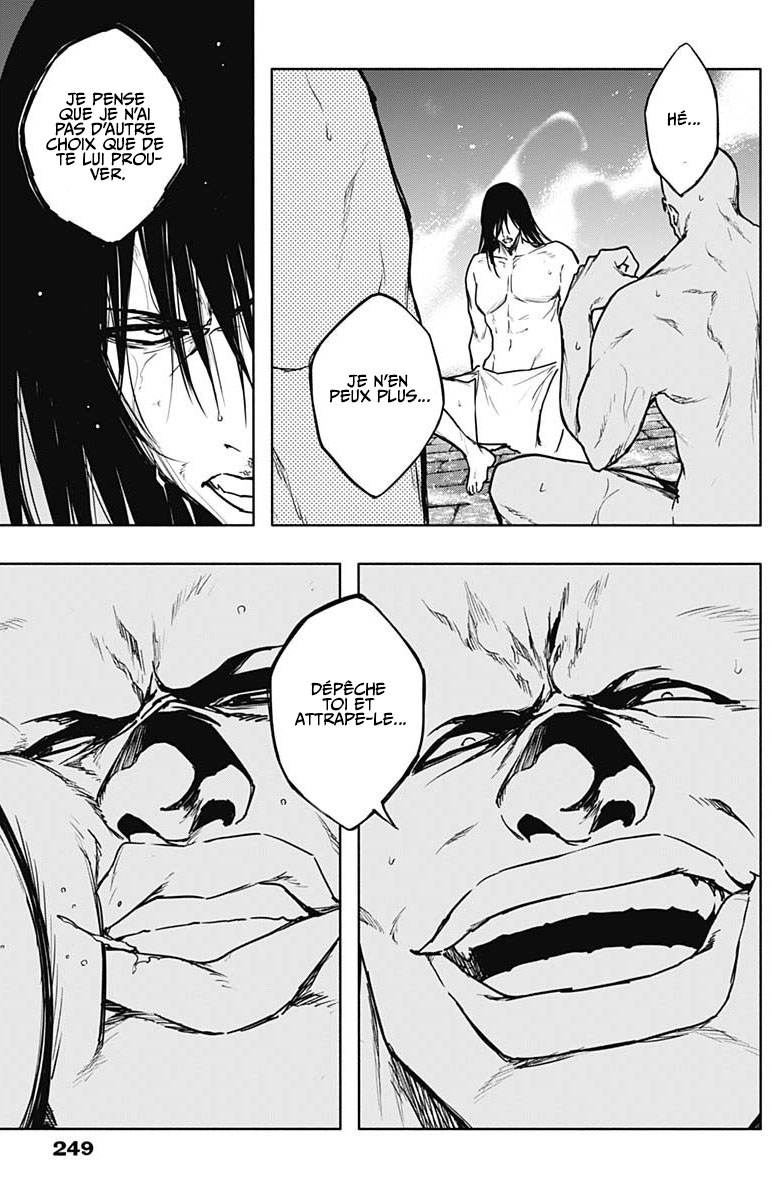 HÉ...
JE N'EN
PEUX PLUS...
JE PENSE
QUE JE N'AI
PAS D'AUTRE
CHOIX QUE DE
TE LUI PROU-
VER.
DÉPÊCHE
TOI ET
ATTRAPE-LE...
249